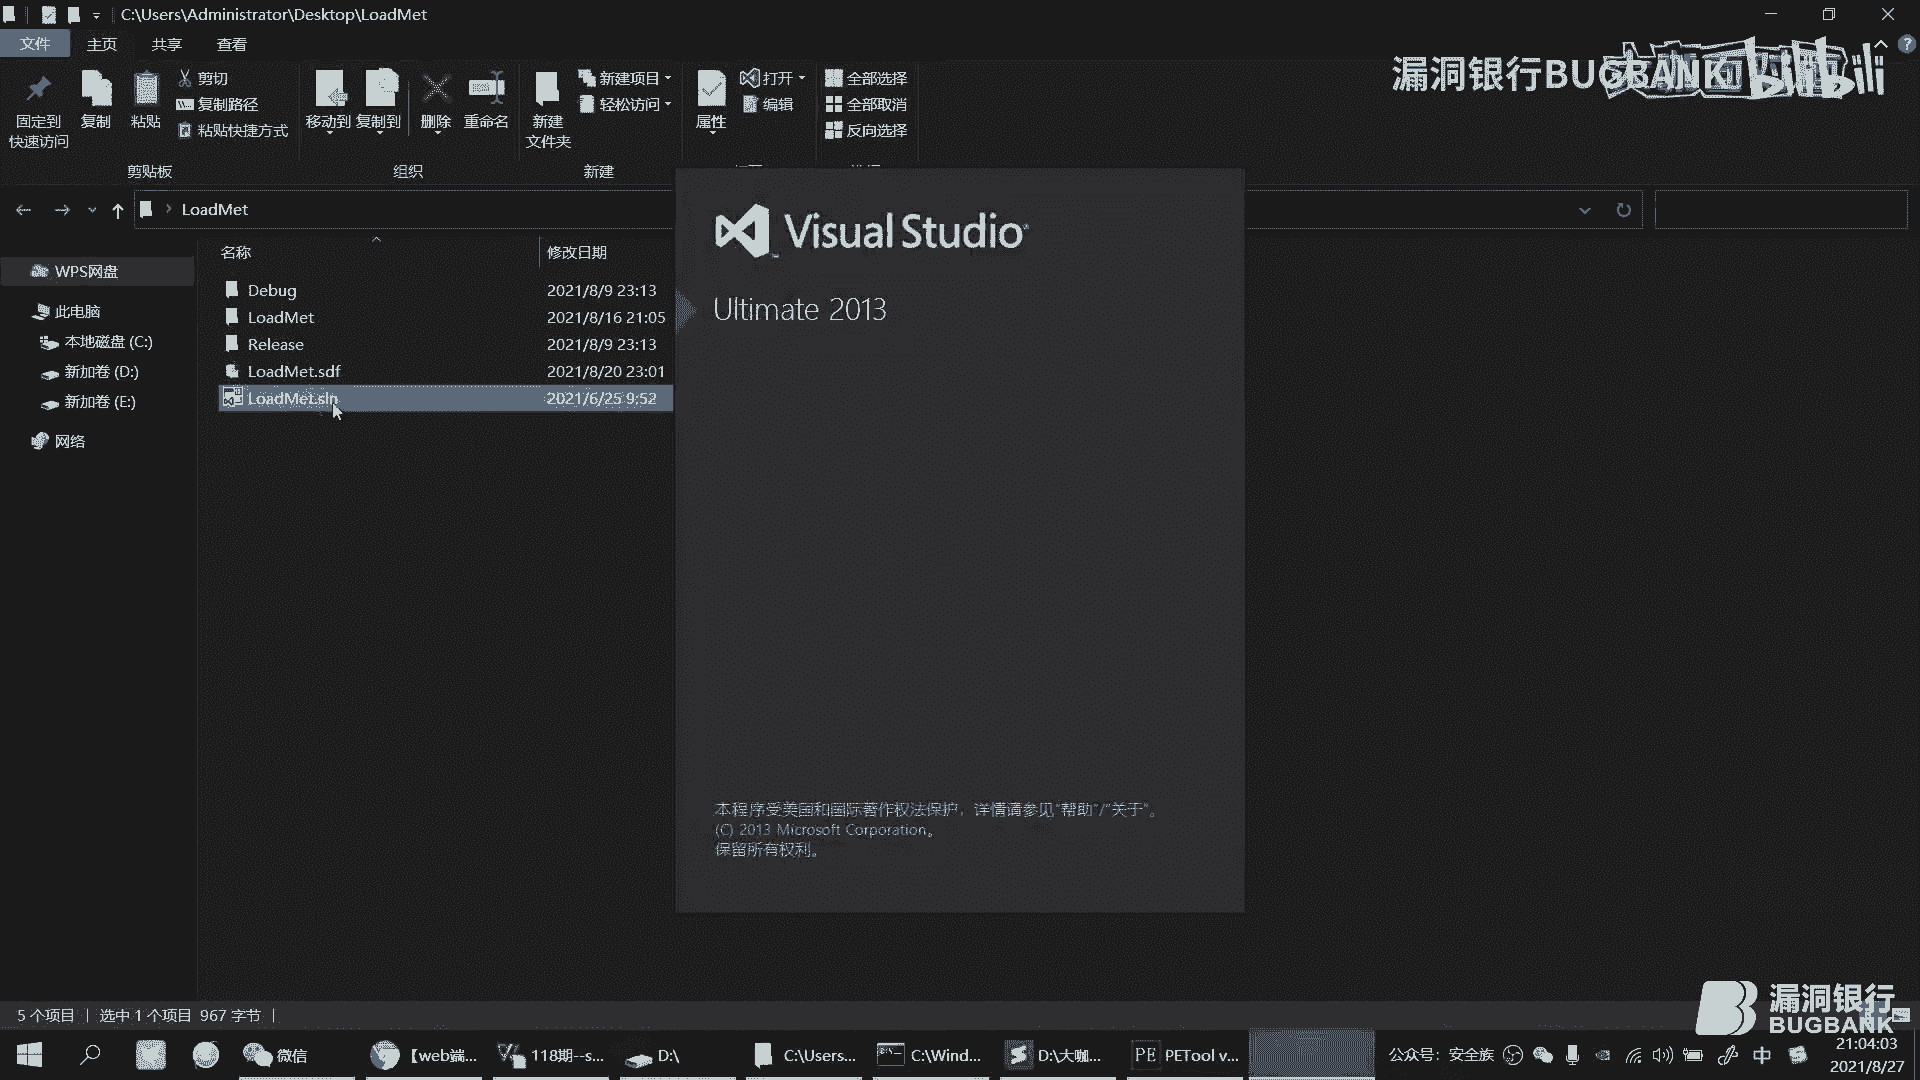 C:\Users\Administrator\Desktop\LoadMet
文件 主页 共享 查看
漏洞银行BUGBANK bilibili
固定到快速访问 复制 粘贴 剪切 复制路径 粘贴快捷方式
移动到 复制到 删除 重命名
新建文件夹 新建项目 轻松访问
属性 打开 编辑
全部选择 全部取消 反向选择
剪贴板 组织 新建
LoadMet
名称 修改日期
WPS网盘
此电脑
本地磁盘 (C:)
新加卷 (D:)
新加卷 (E:)
网络
Debug 2021/8/9 23:13
LoadMet 2021/8/16 21:05
Release 2021/8/9 23:13
LoadMet.sdf 2021/8/20 23:01
LoadMet.sln 2021/6/25 9:52
Visual Studio
Ultimate 2013
本程序受美国和国际著作权法保护，详情请参见“帮助”/“关于”。
(C) 2013 Microsoft Corporation。
保留所有权利。
5 个项目 选中 1 个项目 967 字节
漏洞银行
BUGBANK
微信 【web端... 118期--s... D:\ C:\Users... C:\Wind... D:\大咖... PE PETool v... 公众号：安全族 中
21:04:03
2021/8/27